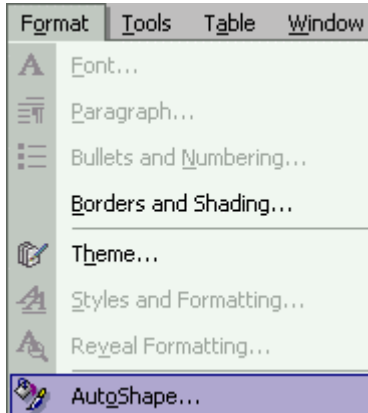 Format Tools Table Window
Font...
Paragraph...
Bullets and Numbering...
Borders and Shading...
Theme...
Styles and Formatting...
Reveal Formatting...
AutoShape...